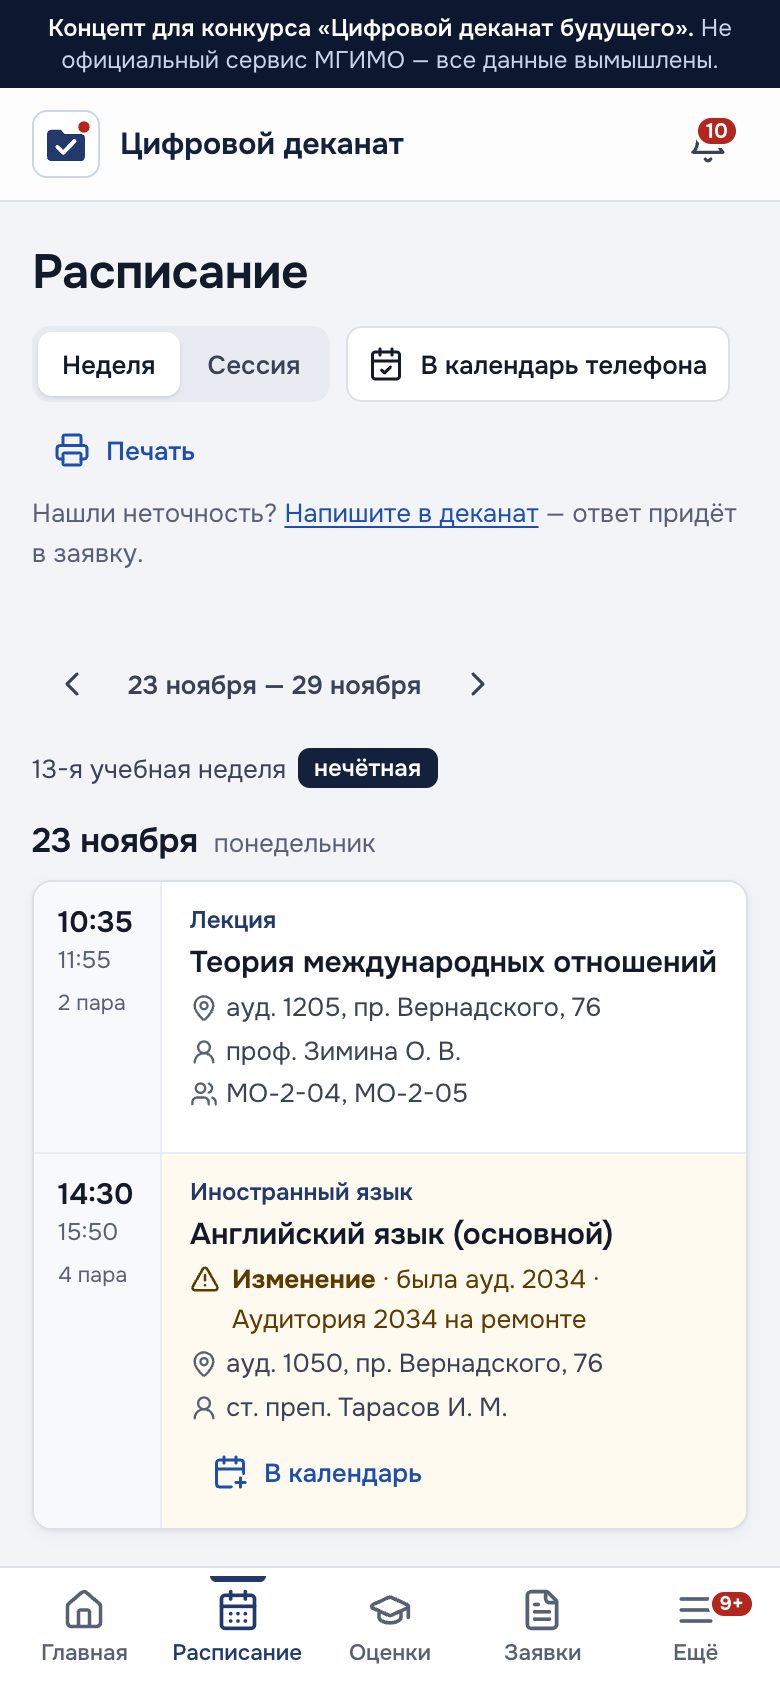 Концепт для конкурса «Цифровой деканат будущего». Не
официальный сервис МГИМО — все данные вымышлены.
Цифровой деканат
10
Расписание
Неделя
Сессия
В календарь телефона
Печать
Нашли неточность? Напишите в деканат — ответ придёт
в заявку.
23 ноября — 29 ноября
13-я учебная неделя нечётная
23 ноября понедельник
10:35
11:55
2 пара
Лекция
Теория международных отношений
ауд. 1205, пр. Вернадского, 76
проф. Зимина О. В.
МО-2-04, МО-2-05
14:30
15:50
4 пара
Иностранный язык
Английский язык (основной)
Изменение · была ауд. 2034 ·
Аудитория 2034 на ремонте
ауд. 1050, пр. Вернадского, 76
ст. преп. Тарасов И. М.
В календарь
Главная
Расписание
Оценки
Заявки
9+
Ещё